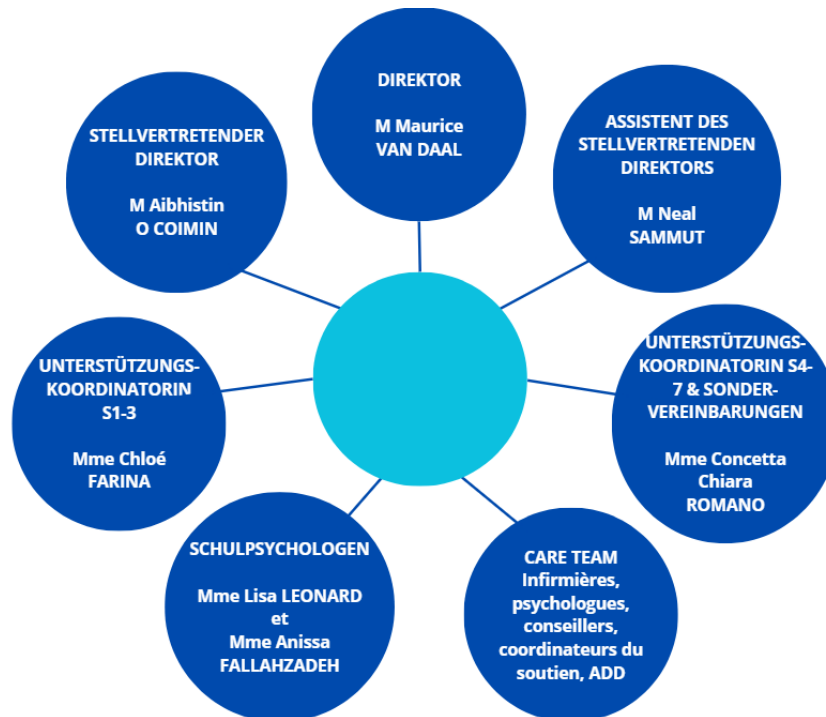 DIREKTOR
M Maurice
VAN DAAL
ASSISTENT DES
STELLVERTRETENDEN
DIREKTORS
M Neal
SAMMUT
UNTERSTÜTZUNGS-
KOORDINATORIN S4-
7 & SONDER-
VEREINBARUNGEN
Mme Concetta
Chiara
ROMANO
CARE TEAM
Infirmières,
psychologues,
conseillers,
coordinateurs du
soutien, ADD
SCHULPSYCHOLOGEN
Mme Lisa LEONARD
et
Mme Anissa
FALLAHZADEH
UNTERSTÜTZUNGS-
KOORDINATORIN
S1-3
Mme Chloé
FARINA
STELLVERTRETENDER
DIREKTOR
M Aibhistin
O COIMIN